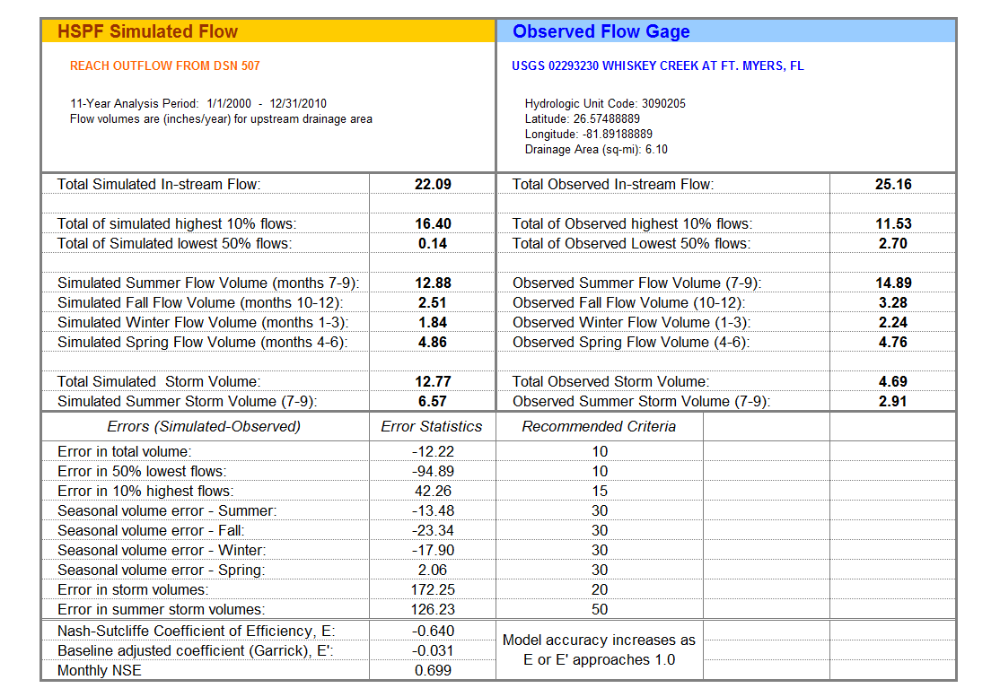 HSPF Simulated Flow Observed Flow Gage
REACH OUTFLOW FROM DSN 507 USGS 02293230 WHISKEY CREEK AT FT. MYERS, FL
11-Year Analysis Period: 1/1/2000 - 12/31/2010 Hydrologic Unit Code: 3090205
Flow volumes are (inches/year) for upstream drainage area Latitude: 26.57488889
Longitude: -81.89188889
Drainage Area (sq-mi): 6.10
Total Simulated In-stream Flow: 22.09 Total Observed In-stream Flow: 25.16
Total of simulated highest 10% flows: 16.40 Total of Observed highest 10% flows: 11.53
Total of Simulated lowest 50% flows: 0.14 Total of Observed Lowest 50% flows: 2.70
Simulated Summer Flow Volume (months 7-9): 12.88 Observed Summer Flow Volume (7-9): 14.89
Simulated Fall Flow Volume (months 10-12): 2.51 Observed Fall Flow Volume (10-12): 3.28
Simulated Winter Flow Volume (months 1-3): 1.84 Observed Winter Flow Volume (1-3): 2.24
Simulated Spring Flow Volume (months 4-6): 4.86 Observed Spring Flow Volume (4-6): 4.76
Total Simulated Storm Volume: 12.77 Total Observed Storm Volume: 4.69
Simulated Summer Storm Volume (7-9): 6.57 Observed Summer Storm Volume (7-9): 2.91
Errors (Simulated-Observed) Error Statistics Recommended Criteria
Error in total volume: -12.22 10
Error in 50% lowest flows: -94.89 10
Error in 10% highest flows: 42.26 15
Seasonal volume error - Summer: -13.48 30
Seasonal volume error - Fall: -23.34 30
Seasonal volume error - Winter: -17.90 30
Seasonal volume error - Spring: 2.06 30
Error in storm volumes: 172.25 20
Error in summer storm volumes: 126.23 50
Nash-Sutcliffe Coefficient of Efficiency, E: -0.640 Model accuracy increases as
Baseline adjusted coefficient (Garrick), E': -0.031 E or E' approaches 1.0
Monthly NSE 0.699